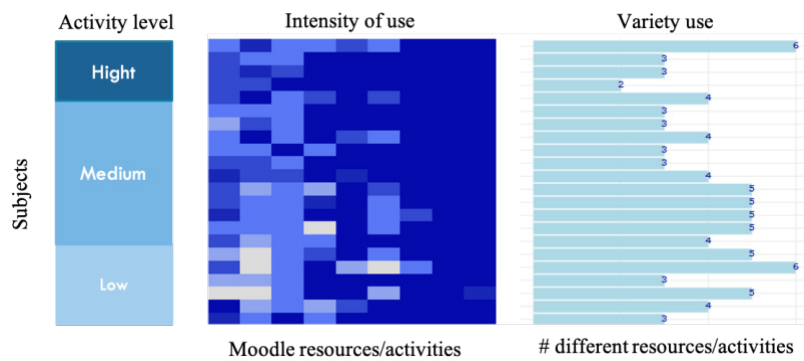 Activity level
Intensity of use
Variety use
Subjects
Hight
Medium
Low
6
3
3
2
4
3
3
4
3
3
4
5
5
5
5
4
5
6
3
5
4
3
Moodle resources/activities
# different resources/activities